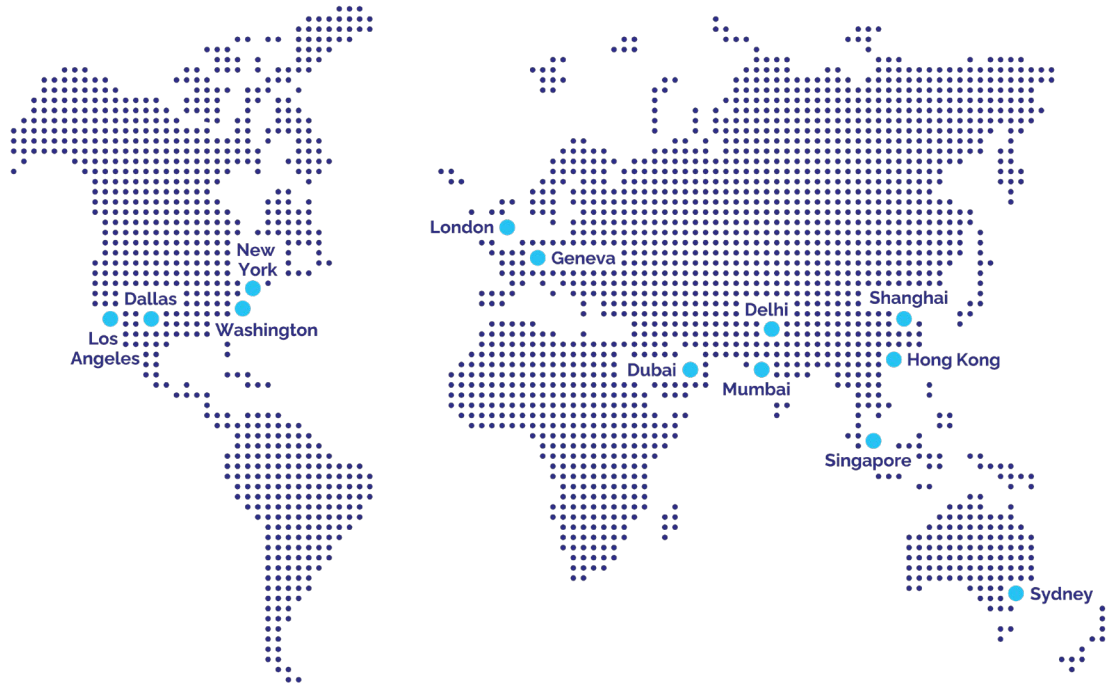 London
New
York
Geneva
Dallas
Shanghai
Delhi
Washington
Los
Angeles
Hong Kong
Dubai
Mumbai
Singapore
Sydney